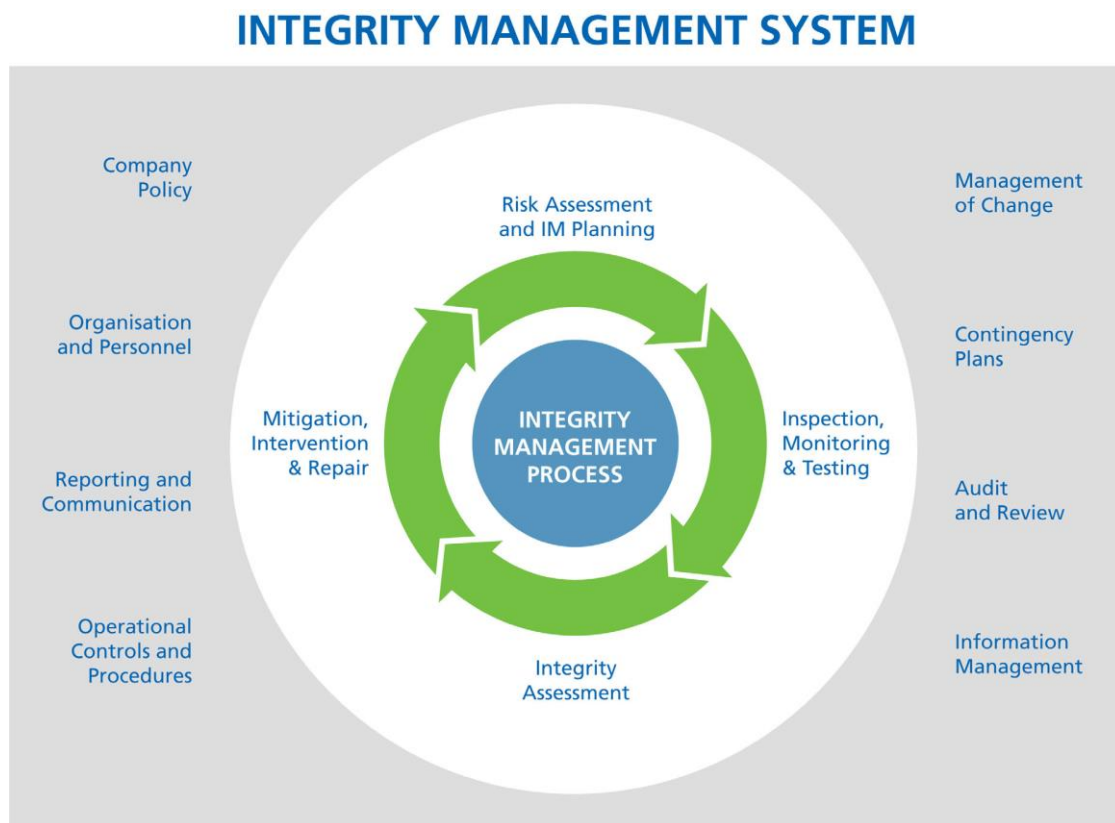 INTEGRITY MANAGEMENT SYSTEM
Company
Policy
Organisation
and Personnel
Reporting and
Communication
Operational
Controls and
Procedures
Risk Assessment
and IM Planning
Mitigation,
Intervention
& Repair
INTEGRITY
MANAGEMENT
PROCESS
Inspection,
Monitoring
& Testing
Integrity
Assessment
Management
of Change
Contingency
Plans
Audit
and Review
Information
Management